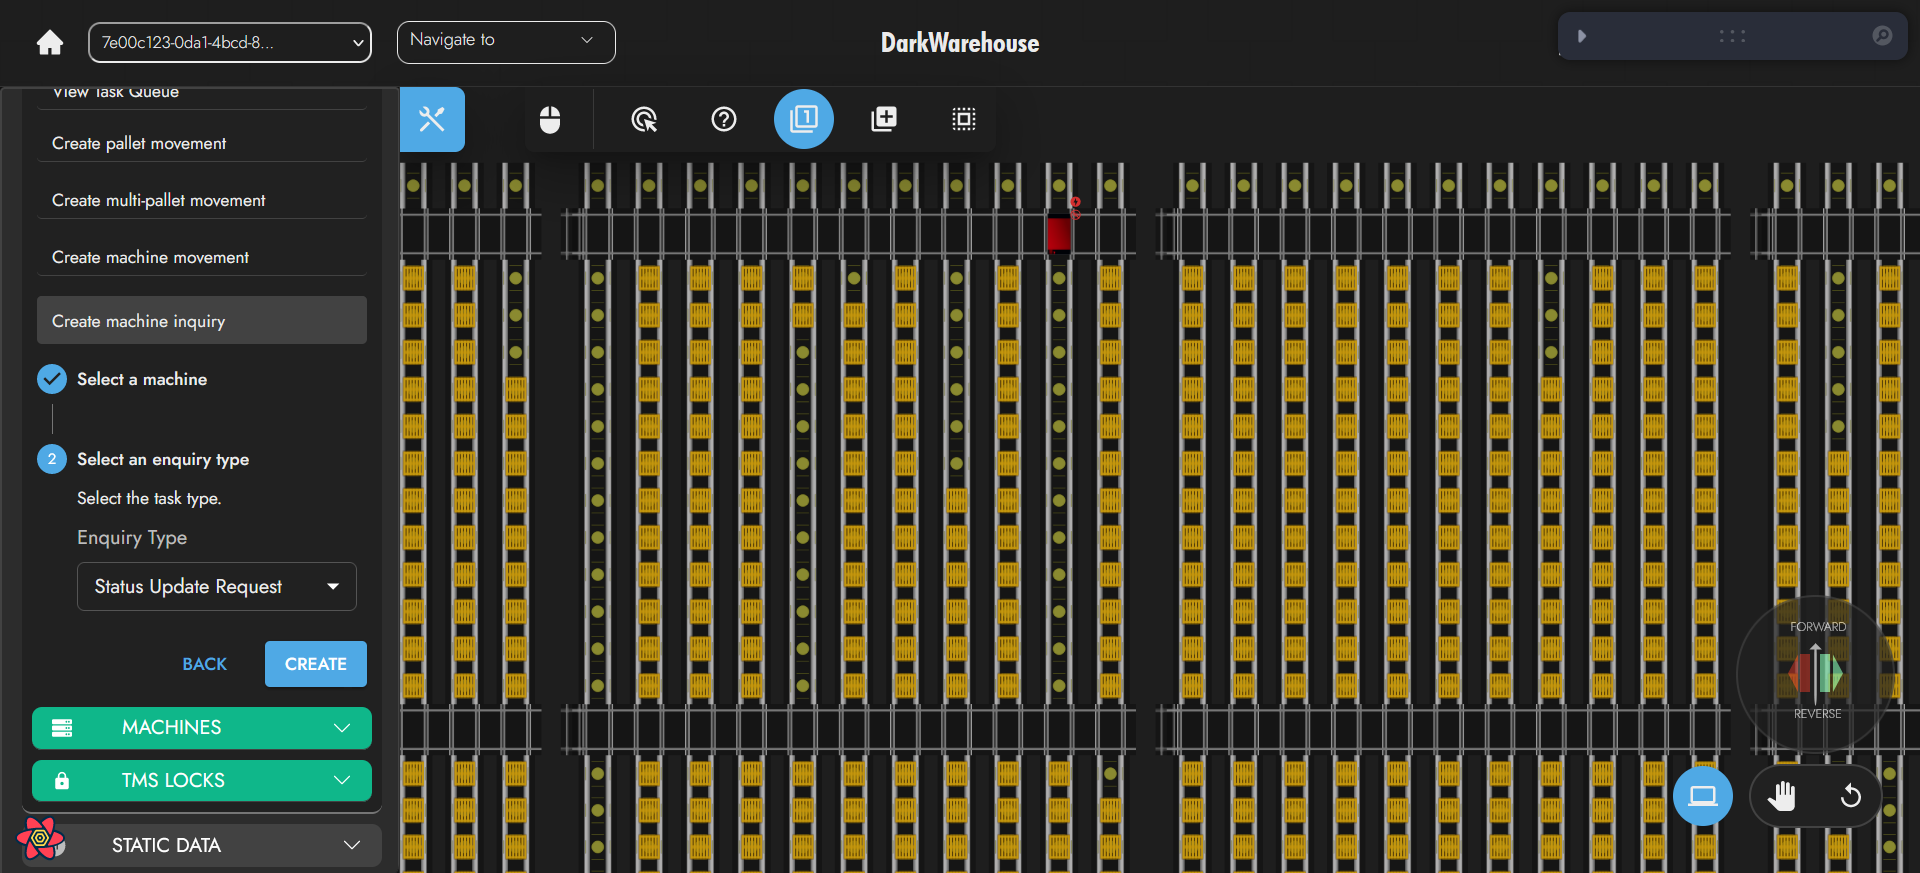 7e00c123-0da1-4bcd-8...
Navigate to
DarkWarehouse
View Task Queue
Create pallet movement
Create multi-pallet movement
Create machine movement
Create machine inquiry
Select a machine
2
Select an enquiry type
Select the task type.
Enquiry Type
Status Update Request
BACK
CREATE
MACHINES
TMS LOCKS
STATIC DATA
1
FORWARD
REVERSE